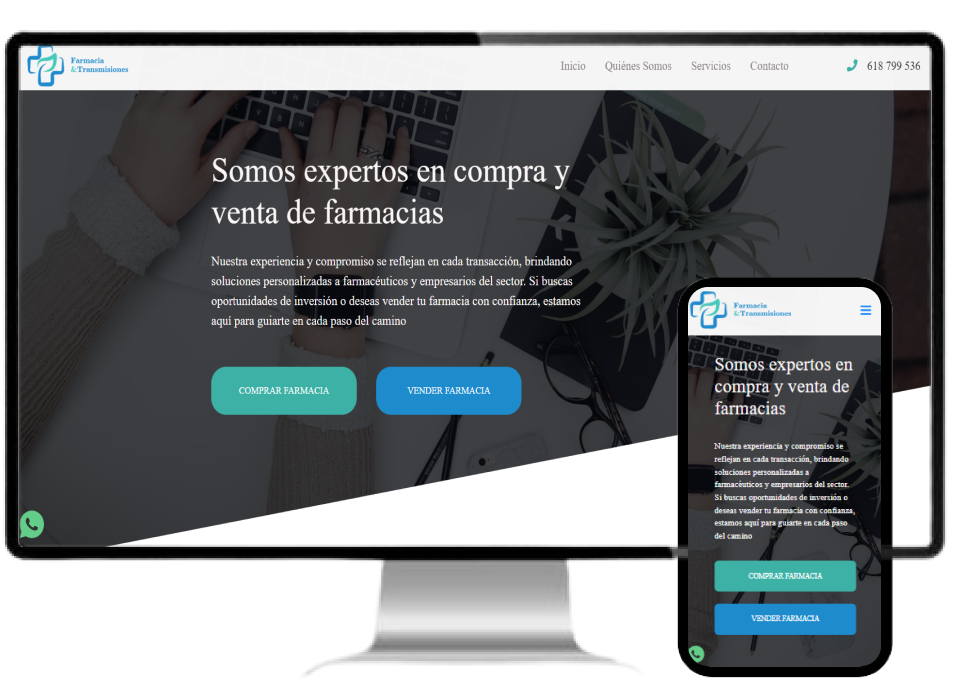 Farmacia
&Transmisiones
Inicio Quiénes Somos Servicios Contacto 618 799 536
Somos expertos en compra y
venta de farmacias
Nuestra experiencia y compromiso se reflejan en cada transacción, brindando
soluciones personalizadas a farmacéuticos y empresarios del sector. Si buscas
oportunidades de inversión o deseas vender tu farmacia con confianza, estamos
aquí para guiarte en cada paso del camino
COMPRAR FARMACIA VENDER FARMACIA
Farmacia
&Transmisiones
Somos expertos en
compra y venta de
farmacias
Nuestra experiencia y compromiso se
reflejan en cada transacción, brindando
soluciones personalizadas a
farmacéuticos y empresarios del sector.
Si buscas oportunidades de inversión o
deseas vender tu farmacia con confianza,
estamos aquí para guiarte en cada paso
del camino
COMPRAR FARMACIA
VENDER FARMACIA